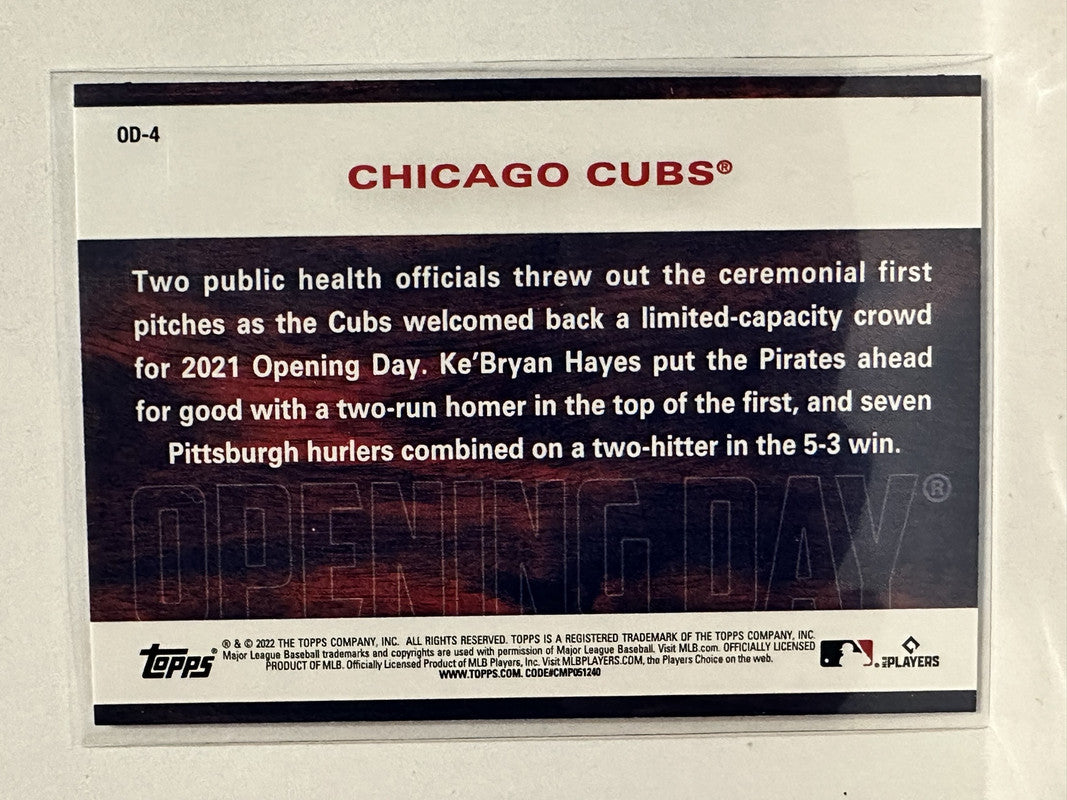 OD-4
CHICAGO CUBS®
Two public health officials threw out the ceremonial first
pitches as the Cubs welcomed back a limited-capacity crowd
for 2021 Opening Day. Ke'Bryan Hayes put the Pirates ahead
for good with a two-run homer in the top of the first, and seven
Pittsburgh hurlers combined on a two-hitter in the 5-3 win.
OPENING DAY®
topps®
® & © 2022 THE TOPPS COMPANY, INC. ALL RIGHTS RESERVED. TOPPS IS A REGISTERED TRADEMARK OF THE TOPPS COMPANY, INC.
Major League Baseball trademarks and copyrights are used with permission of Major League Baseball. Visit MLB.com. OFFICIALLY LICENSED
PRODUCT OF MLB. Officially Licensed Product of MLB Players, Inc. Visit MLBPLAYERS.COM, the Players Choice on the web.
WWW.TOPPS.COM. CODE#CMP051240
MLB PLAYERS